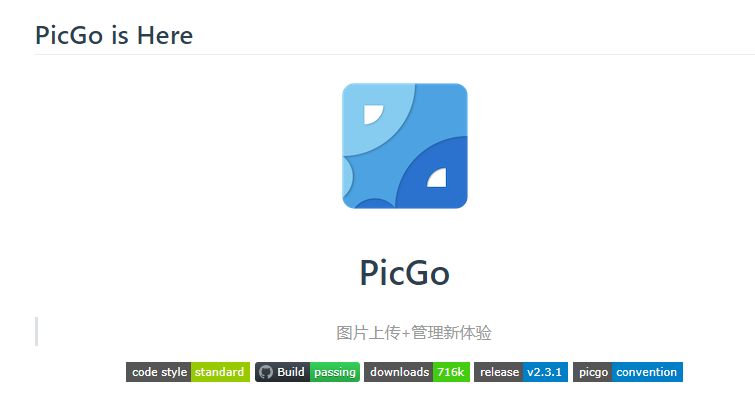 PicGo is Here
PicGo
图片上传+管理新体验
code style standard Build passing downloads 716k release v2.3.1 picgo convention